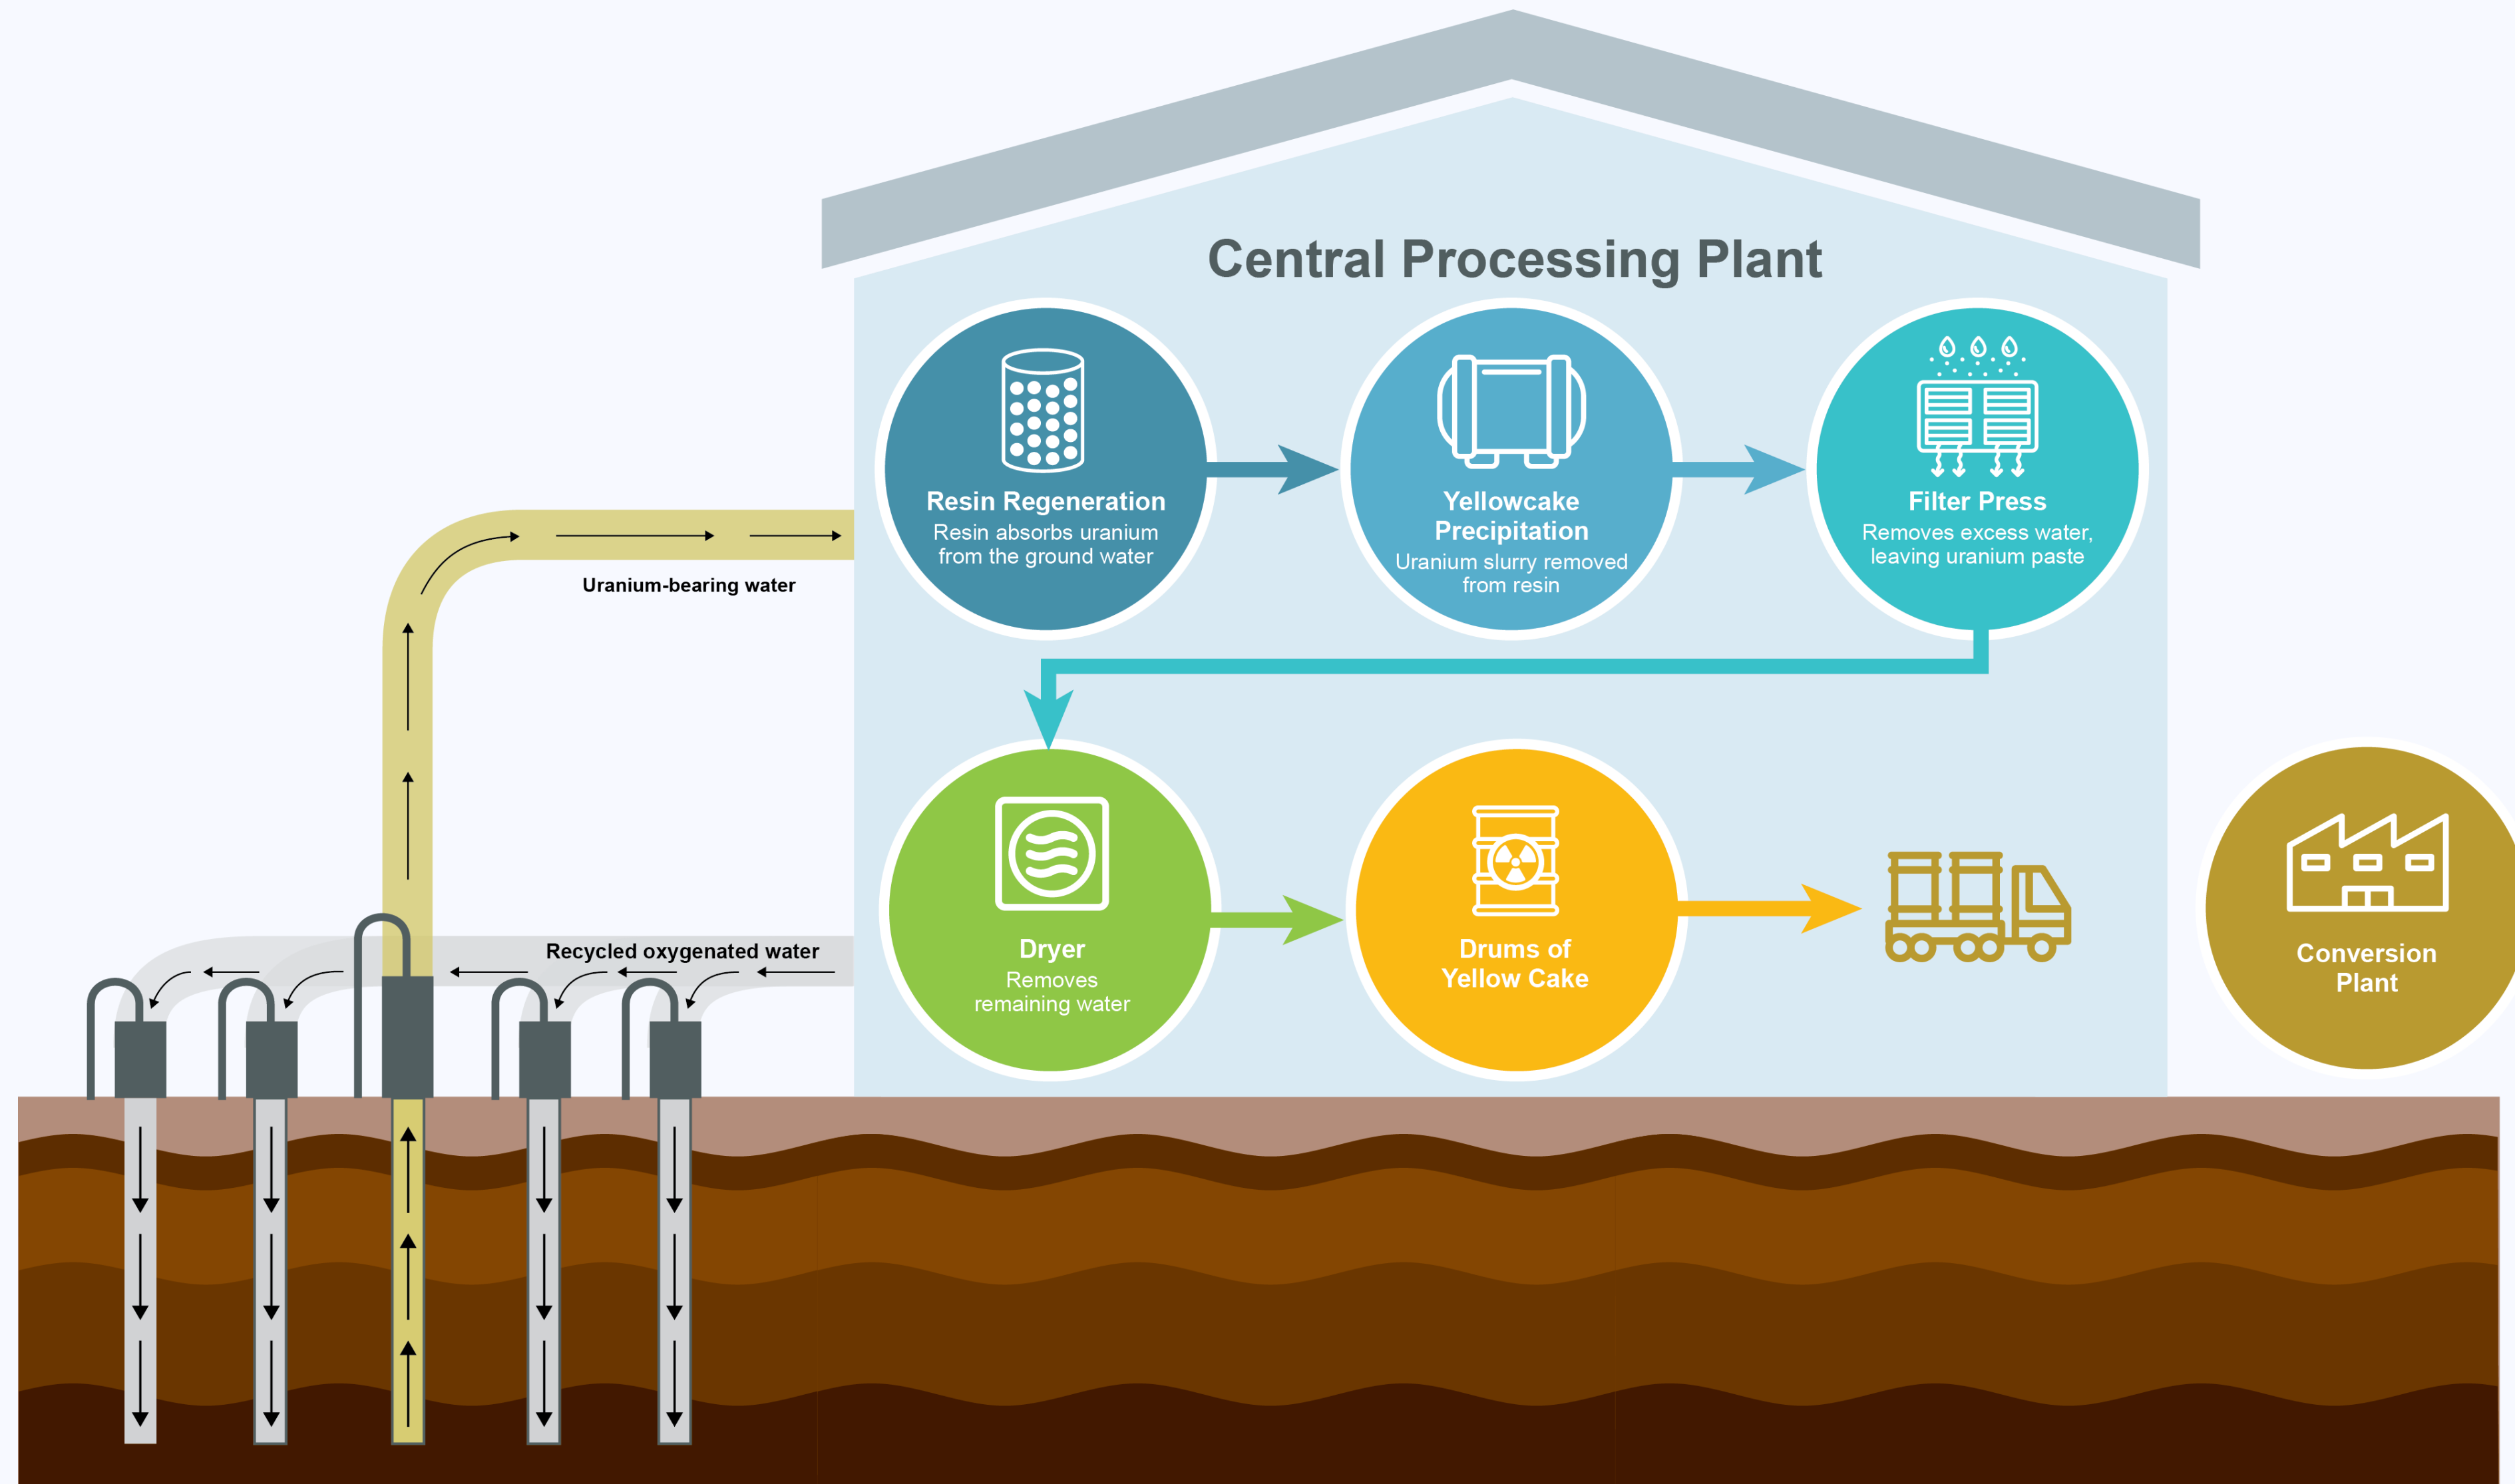 Central Processing Plant
Resin Regeneration
Resin absorbs uranium
from the ground water
Yellowcake
Precipitation
Uranium slurry removed
from resin
Filter Press
Removes excess water,
leaving uranium paste
Uranium-bearing water
Recycled oxygenated water
Dryer
Removes
remaining water
Drums of
Yellow Cake
Conversion
Plant